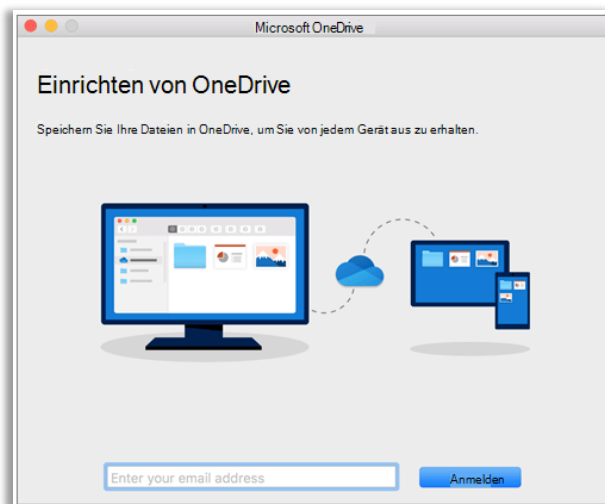 Microsoft OneDrive
Einrichten von OneDrive
Speichern Sie Ihre Dateien in OneDrive, um Sie von jedem Gerät aus zu erhalten.
Enter your email address
Anmelden